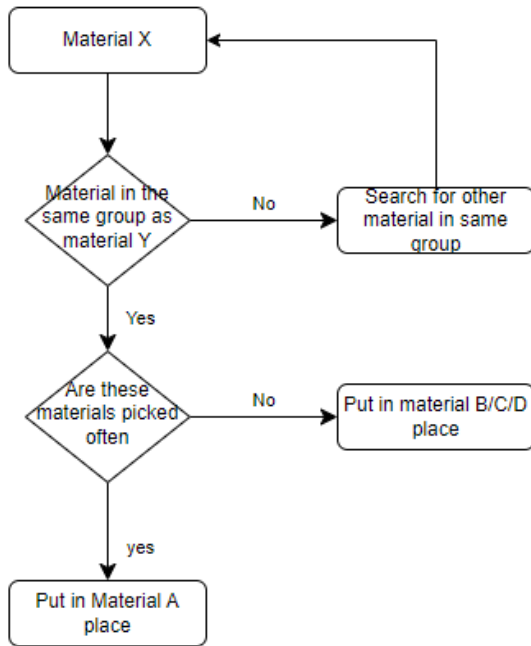 Material X
Material in the
same group as
material Y
No
Search for other
material in same
group
Yes
Are these
materials picked
often
No
Put in material B/C/D
place
yes
Put in Material A
place